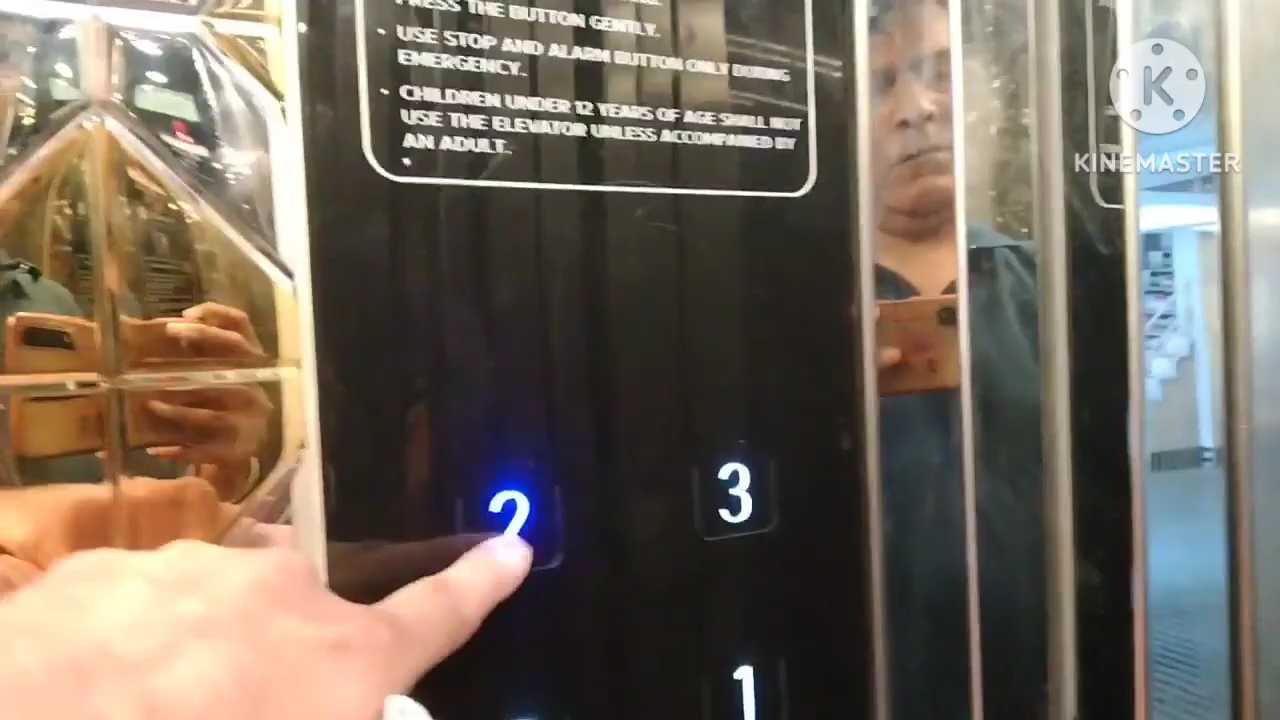 PRESS THE BUTTON GENTLY.
• USE STOP AND ALARM BUTTON ONLY DURING
EMERGENCY.
• CHILDREN UNDER 12 YEARS OF AGE SHALL NOT
USE THE ELEVATOR UNLESS ACCOMPANIED BY
AN ADULT.
K
KINEMASTER
2
3
1